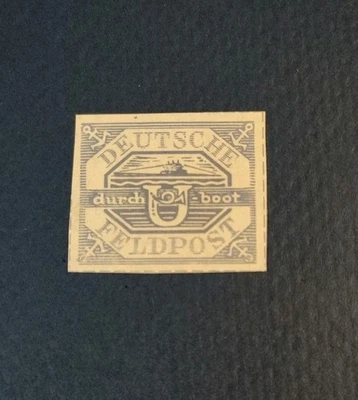 DEUTSCHE
durch U-boot
FELDPOST